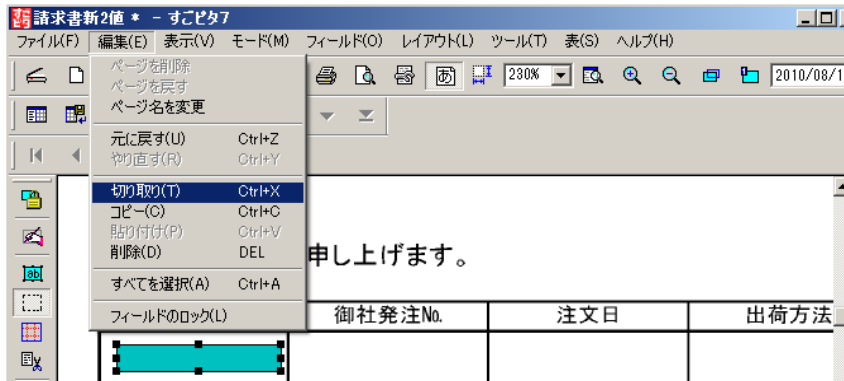 請求書新2値 * - すごピタ7
ファイル(F) 編集(E) 表示(V) モード(M) フィールド(O) レイアウト(L) ツール(T) 表(S) ヘルプ(H)
ページを削除
ページを戻す
ページ名を変更
元に戻す(U) Ctrl+Z
やり直す(R) Ctrl+Y
切り取り(T) Ctrl+X
コピー(C) Ctrl+C
貼り付け(P) Ctrl+V
削除(D) DEL
すべてを選択(A) Ctrl+A
フィールドのロック(L)
あ 230% 2010/08/1
ab
申し上げます。
御社発注No. 注文日 出荷方法